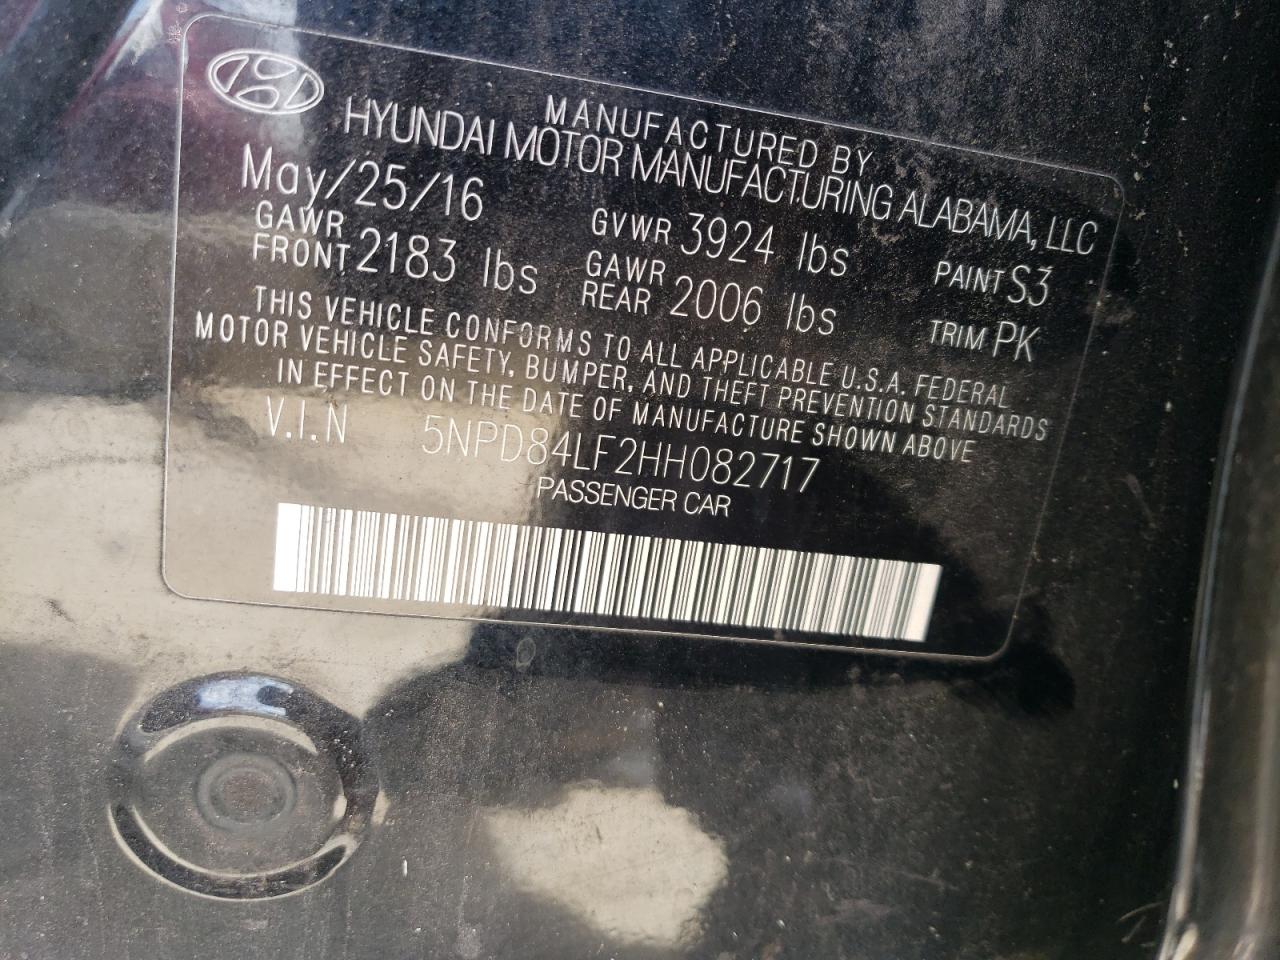 MANUFACTURED BY
HYUNDAI MOTOR MANUFACTURING ALABAMA, LLC
May/25/16 GVWR 3924 lbs PAINT S3
GAWR FRONT 2183 lbs GAWR REAR 2006 lbs TRIM PK
THIS VEHICLE CONFORMS TO ALL APPLICABLE U.S.A. FEDERAL
MOTOR VEHICLE SAFETY, BUMPER, AND THEFT PREVENTION STANDARDS
IN EFFECT ON THE DATE OF MANUFACTURE SHOWN ABOVE
V.I.N 5NPD84LF2HH082717
PASSENGER CAR